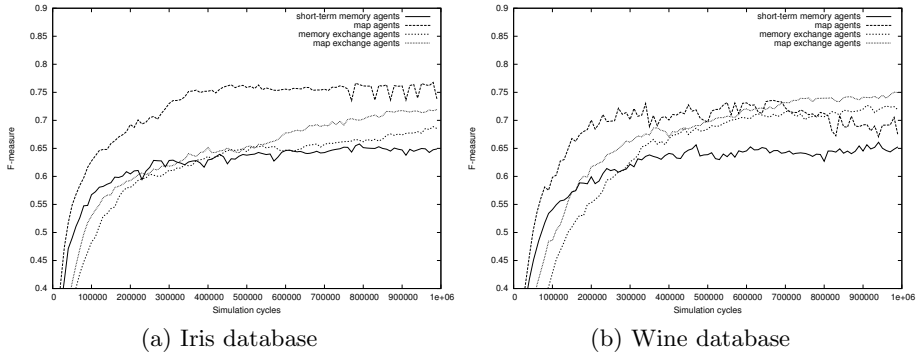 0.9
0.85
0.8
0.75
0.7
0.65
0.6
0.55
0.5
0.45
0.4
F-measure
short-term memory agents
map agents
memory exchange agents
map exchange agents
0 100000 200000 300000 400000 500000 600000 700000 800000 900000 1e+06
Simulation cycles
(a) Iris database
0.9
0.85
0.8
0.75
0.7
0.65
0.6
0.55
0.5
0.45
0.4
F-measure
short-term memory agents
map agents
memory exchange agents
map exchange agents
0 100000 200000 300000 400000 500000 600000 700000 800000 900000 1e+06
Simulation cycles
(b) Wine database